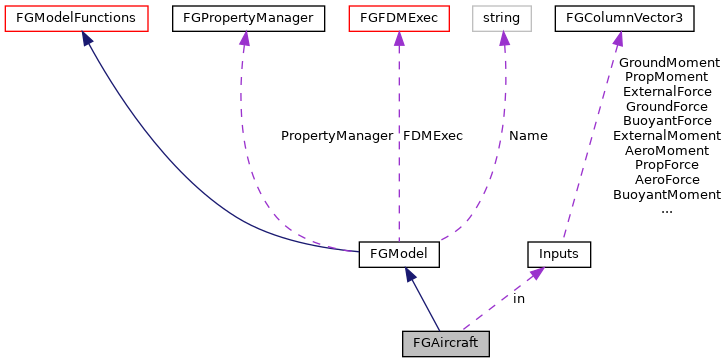 FGModelFunctions
FGPropertyManager
FGFDMExec
string
FGColumnVector3
GroundMoment
PropMoment
ExternalForce
GroundForce
BuoyantForce
ExternalMoment
AeroMoment
PropForce
AeroForce
BuoyantMoment
...
PropertyManager
FDMExec
Name
FGModel
Inputs
in
FGAircraft